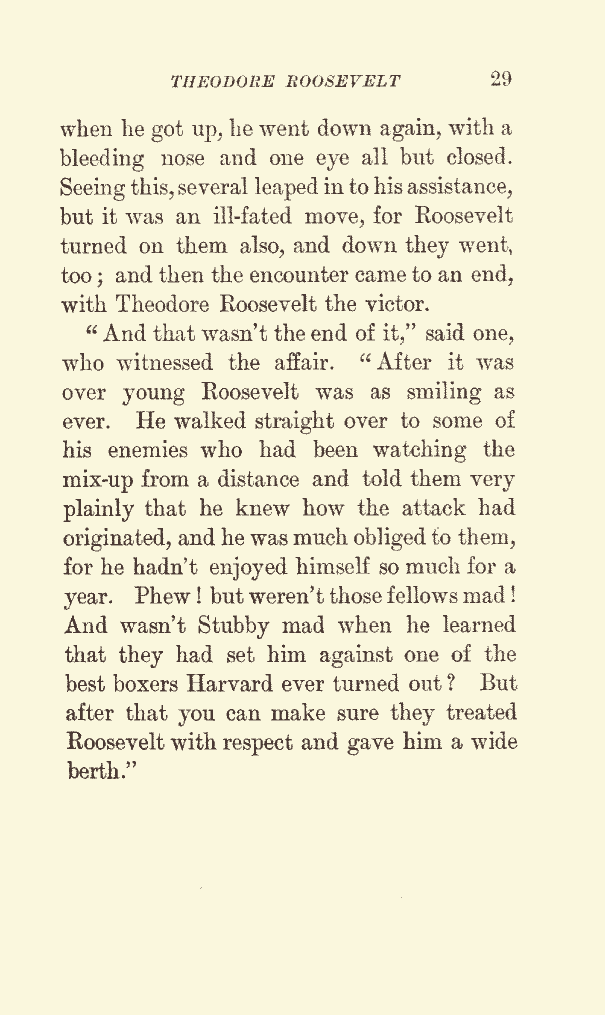 THEODORE ROOSEVELT 29
when he got up, he went down again, with a
bleeding nose and one eye all but closed.
Seeing this, several leaped in to his assistance,
but it was an ill-fated move, for Roosevelt
turned on them also, and down they went,
too; and then the encounter came to an end,
with Theodore Roosevelt the victor.
“And that wasn't the end of it,” said one,
who witnessed the affair. “After it was
over young Roosevelt was as smiling as
ever. He walked straight over to some of
his enemies who had been watching the
mix-up from a distance and told them very
plainly that he knew how the attack had
originated, and he was much obliged to them,
for he hadn't enjoyed himself so much for a
year. Phew! but weren't those fellows mad!
And wasn't Stubby mad when he learned
that they had set him against one of the
best boxers Harvard ever turned out? But
after that you can make sure they treated
Roosevelt with respect and gave him a wide
berth.”